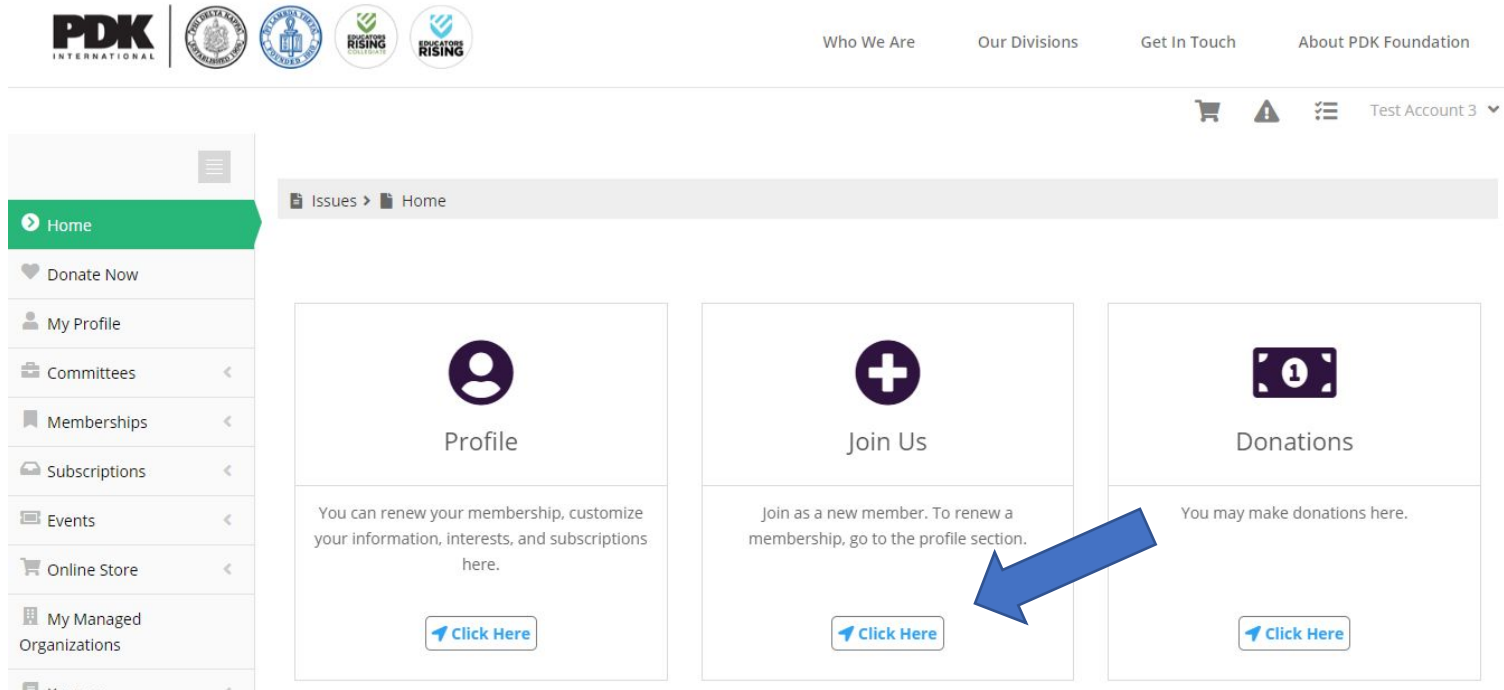 PDK
INTERNATIONAL
EDUCATORS
RISING
COLLEGIATE
EDUCATORS
RISING
Who We Are
Our Divisions
Get In Touch
About PDK Foundation
Test Account 3
Issues > Home
Home
Donate Now
My Profile
Committees
Memberships
Subscriptions
Events
Online Store
My Managed
Organizations
Profile
You can renew your membership, customize
your information, interests, and subscriptions
here.
Click Here
Join Us
Join as a new member. To renew a
membership, go to the profile section.
Click Here
1
Donations
You may make donations here.
Click Here